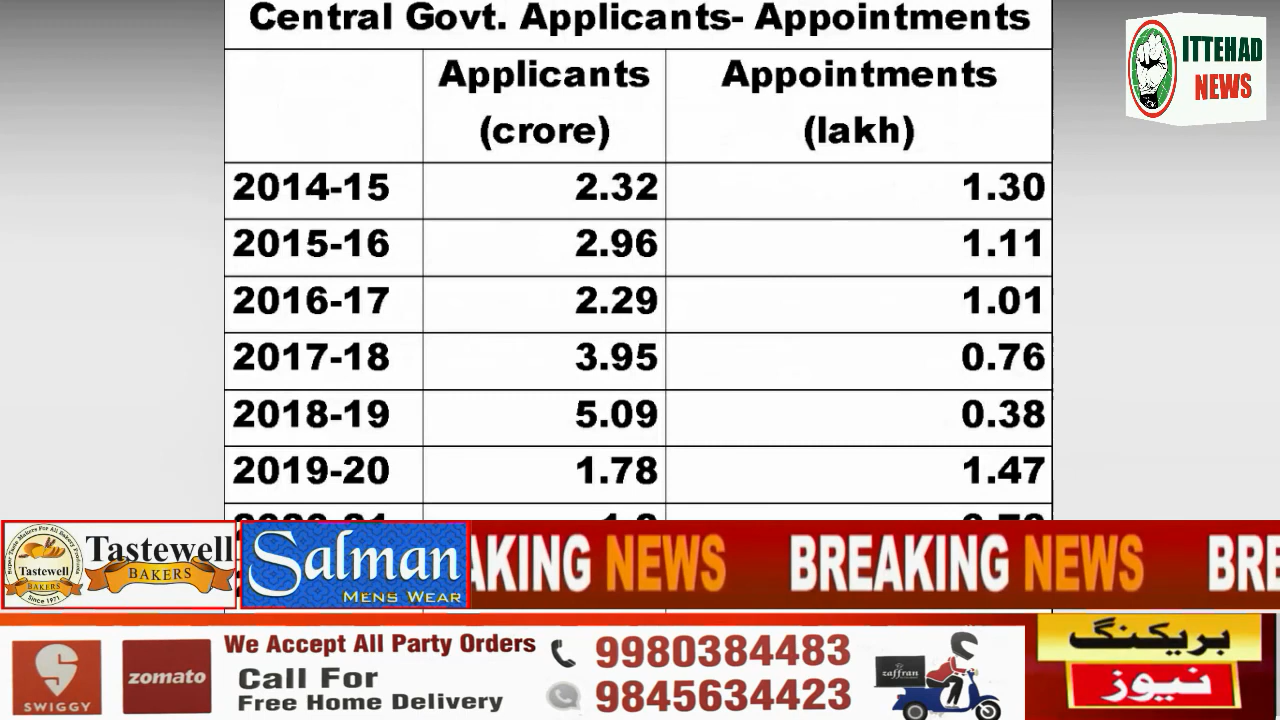 Central Govt. Applicants- Appointments
Applicants (crore) Appointments (lakh)
2014-15 2.32 1.30
2015-16 2.96 1.11
2016-17 2.29 1.01
2017-18 3.95 0.76
2018-19 5.09 0.38
2019-20 1.78 1.47
ITTEHAD
NEWS
Tastewell
BAKERS
Since 1971
Tastewell
BAKERS
Salman
MENS WEAR
AKING NEWS BREAKING NEWS BRE
SWIGGY
zomato
We Accept All Party Orders
Call For
Free Home Delivery
9980384483
9845634423
zaffran
بریکنگ
نیوز